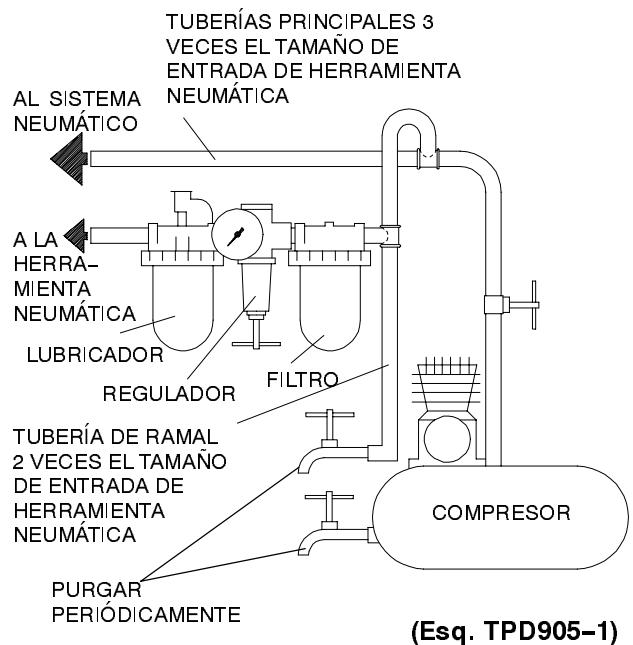 TUBERÍAS PRINCIPALES 3
VECES EL TAMAÑO DE
ENTRADA DE HERRAMIENTA
NEUMÁTICA
AL SISTEMA
NEUMÁTICO
A LA
HERRA–
MIENTA
NEUMÁTICA
LUBRICADOR
REGULADOR
FILTRO
TUBERÍA DE RAMAL
2 VECES EL TAMAÑO
DE ENTRADA DE
HERRAMIENTA
NEUMÁTICA
COMPRESOR
PURGAR
PERIÓDICAMENTE
(Esq. TPD905–1)